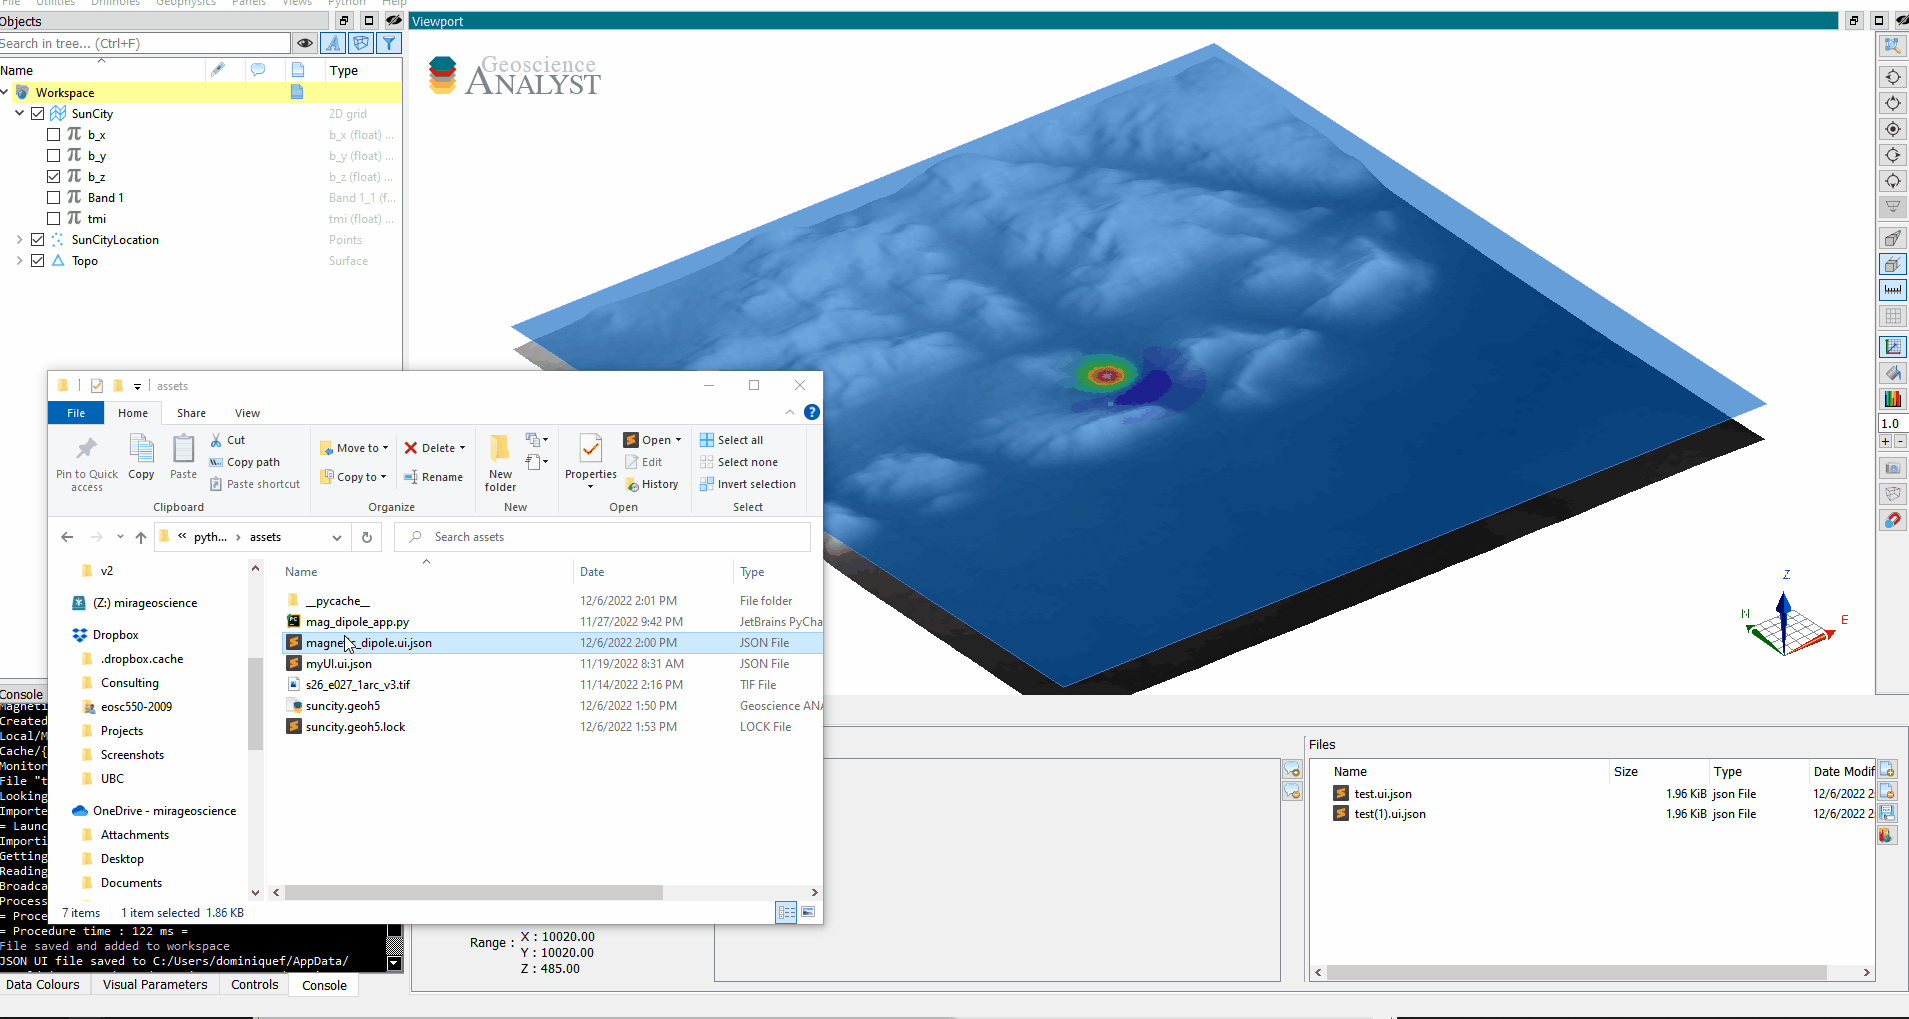 File Utilities Drillholes Geophysics Panels Views Python Help
Objects
Viewport
Search in tree... (Ctrl+F)
Name Type
Workspace
SunCity 2D grid
b_x b_x (float) ...
b_y b_y (float) ...
b_z b_z (float) ...
Band 1 Band 1_1 (f...
tmi tmi (float) ...
SunCityLocation Points
Topo Surface
Geoscience
ANALYST
1.0
Z
N
E
assets
File Home Share View
Pin to Quick access
Copy
Paste
Cut
Copy path
Paste shortcut
Clipboard
Move to
Copy to
Delete
Rename
Organize
New folder
New
Properties
Open
Edit
History
Open
Select all
Select none
Invert selection
Select
« pyth... › assets
Search assets
v2
(Z:) mirageoscience
Dropbox
.dropbox.cache
Consulting
eosc550-2009
Projects
Screenshots
UBC
OneDrive - mirageoscience
Attachments
Desktop
Documents
Name Date Type
__pycache__ 12/6/2022 2:01 PM File folder
mag_dipole_app.py 11/27/2022 9:42 PM JetBrains PyCha
magne _dipole.ui.json 12/6/2022 2:00 PM JSON File
myUI.ui.json 11/19/2022 8:31 AM JSON File
s26_e027_1arc_v3.tif 11/14/2022 2:16 PM TIF File
suncity.geoh5 12/6/2022 1:50 PM Geoscience ANA
suncity.geoh5.lock 12/6/2022 1:53 PM LOCK File
7 items 1 item selected 1.86 KB
Console
Magneti
Created
Local/M
Cache/{
Monitor
File "t
Looking
Importe
= Launc
Importi
Getting
Reading
Broadca
Process
= Proce
= Procedure time : 122 ms =
File saved and added to workspace
JSON UI file saved to C:/Users/dominiquef/AppData/
Data Colours Visual Parameters Controls Console
Range : X : 10020.00
Y : 10020.00
Z : 485.00
Files
Name Size Type Date Modif
test.ui.json 1.96 KiB json File 12/6/2022 2:
test(1).ui.json 1.96 KiB json File 12/6/2022 2: